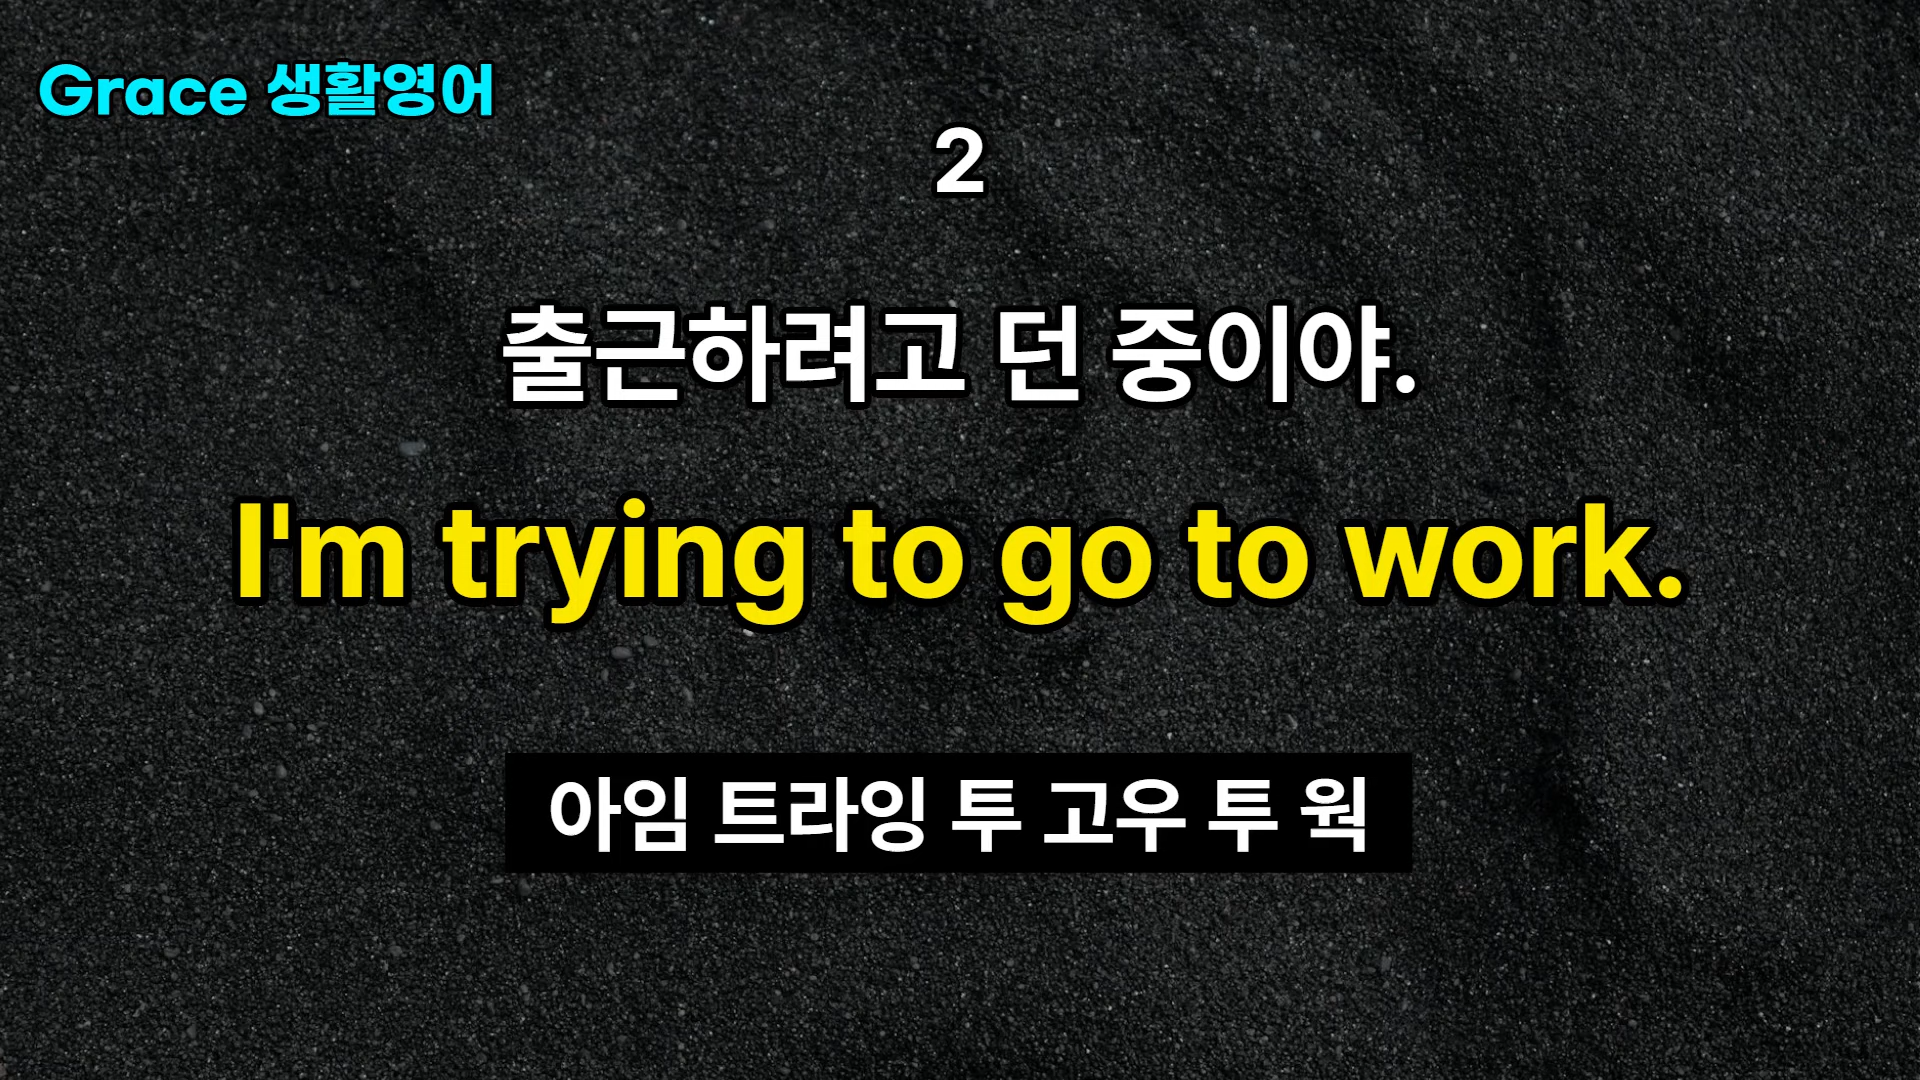 Grace 생활영어
2
출근하려고 던 중이야.
I'm trying to go to work.
아임 트라잉 투 고우 투 웍